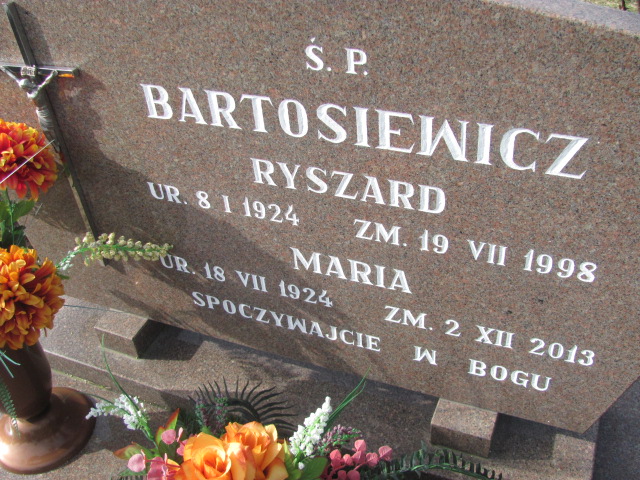 Ś. P.
BARTOSIEWICZ
RYSZARD
UR. 8 I 1924 ZM. 19 VII 1998
MARIA
UR. 18 VII 1924 ZM. 2 XII 2013
SPOCZYWAJCIE W BOGU